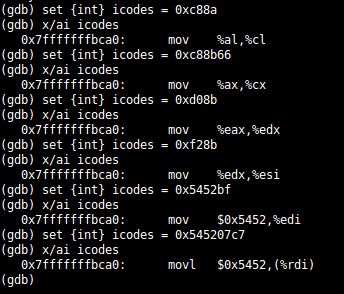 (gdb) set {int} icodes = 0xc88a
(gdb) x/ai icodes
   0x7fffffffbca0:      mov    %al,%cl
(gdb) set {int} icodes = 0xc88b66
(gdb) x/ai icodes
   0x7fffffffbca0:      mov    %ax,%cx
(gdb) set {int} icodes = 0xd08b
(gdb) x/ai icodes
   0x7fffffffbca0:      mov    %eax,%edx
(gdb) set {int} icodes = 0xf28b
(gdb) x/ai icodes
   0x7fffffffbca0:      mov    %edx,%esi
(gdb) set {int} icodes = 0x5452bf
(gdb) x/ai icodes
   0x7fffffffbca0:      mov    $0x5452,%edi
(gdb) set {int} icodes = 0x545207c7
(gdb) x/ai icodes
   0x7fffffffbca0:      movl   $0x5452,(%rdi)
(gdb)